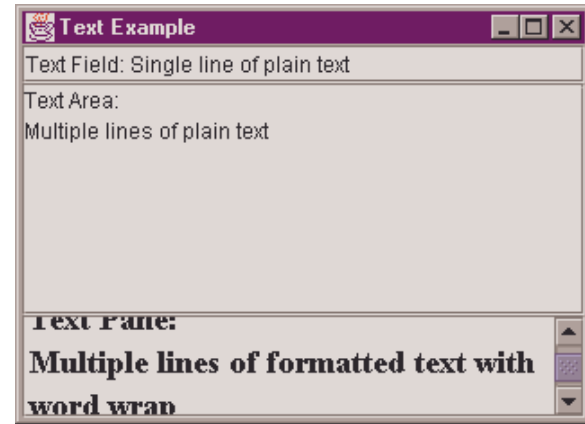 Text Example
Text Field: Single line of plain text
Text Area:
Multiple lines of plain text
Text Pane:
Multiple lines of formatted text with
word wrap